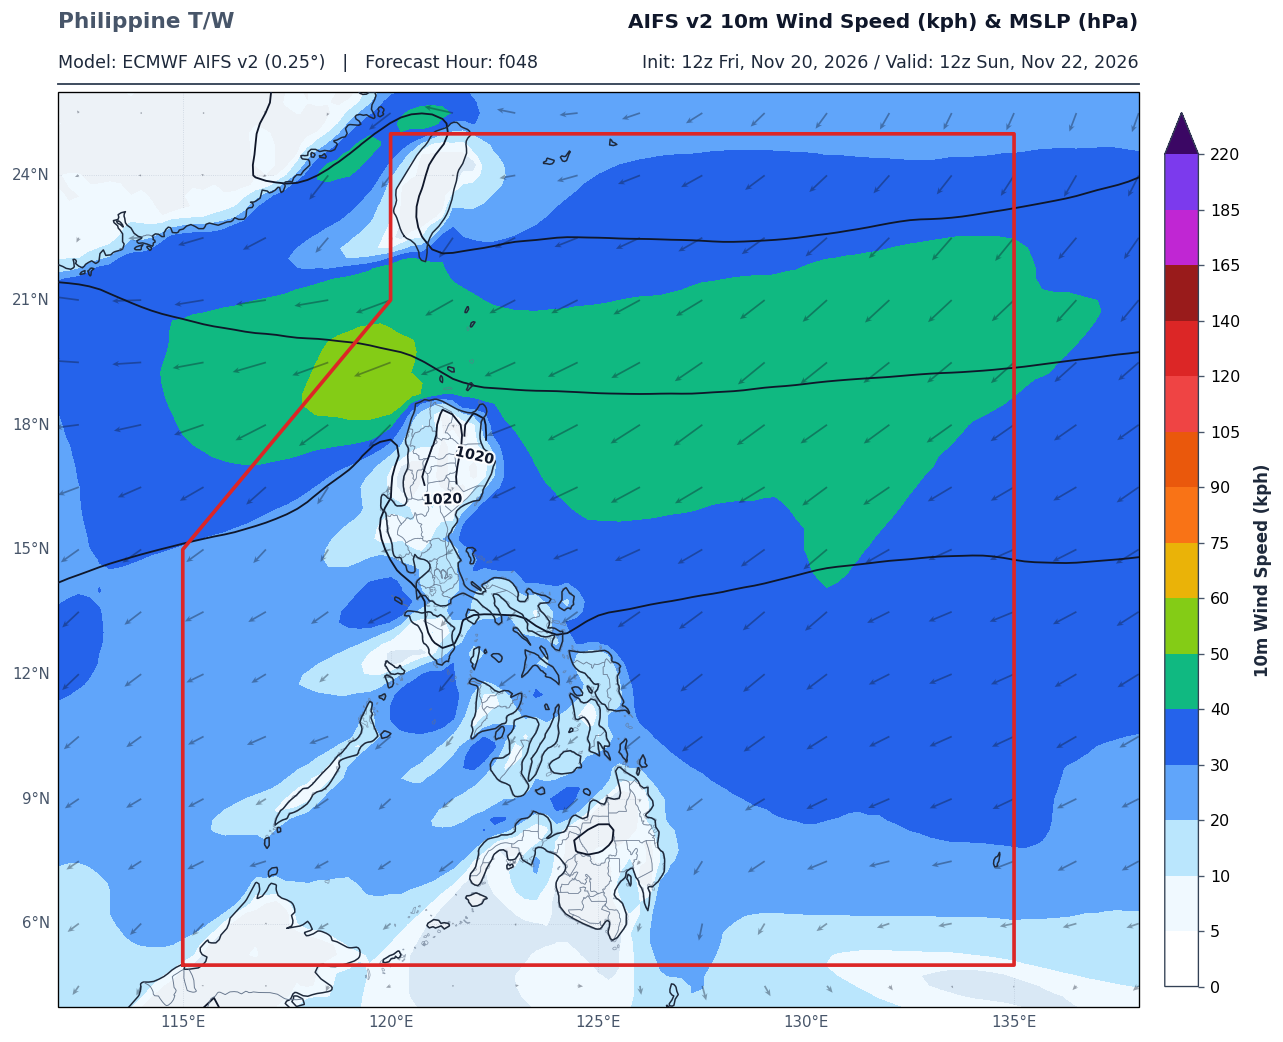 Philippine T/W
AIFS v2 10m Wind Speed (kph) & MSLP (hPa)
Model: ECMWF AIFS v2 (0.25°) | Forecast Hour: f048
Init: 12z Fri, Nov 20, 2026 / Valid: 12z Sun, Nov 22, 2026
24°N
21°N
18°N
15°N
12°N
9°N
6°N
1020
1020
115°E
120°E
125°E
130°E
135°E
220
185
165
140
120
105
90
75
60
50
40
30
20
10
5
0
10m Wind Speed (kph)